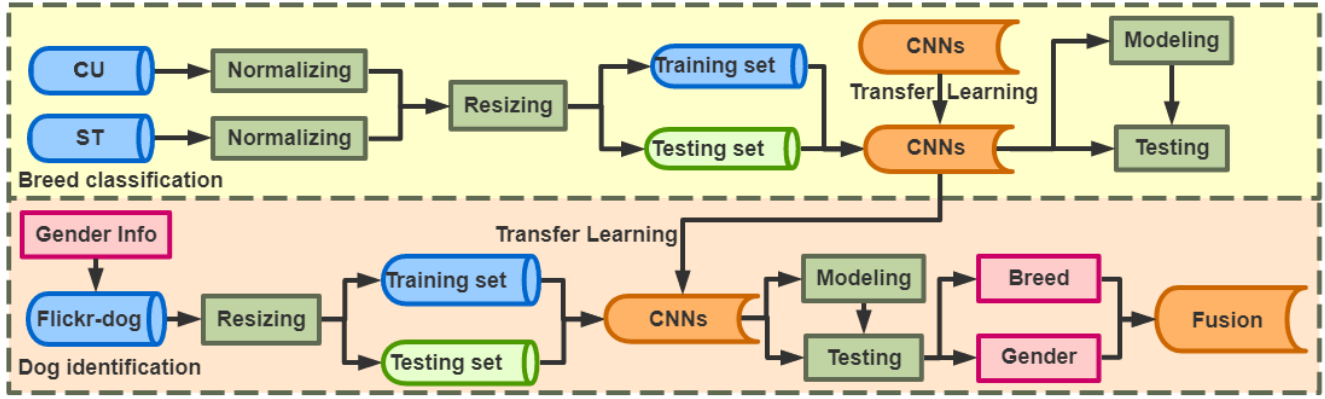 CU
Normalizing
ST
Normalizing
Resizing
Training set
Testing set
CNNs
Transfer Learning
CNNs
Modeling
Testing
Breed classification
Gender Info
Flickr-dog
Resizing
Training set
Testing set
Transfer Learning
CNNs
Modeling
Testing
Breed
Gender
Fusion
Dog identification